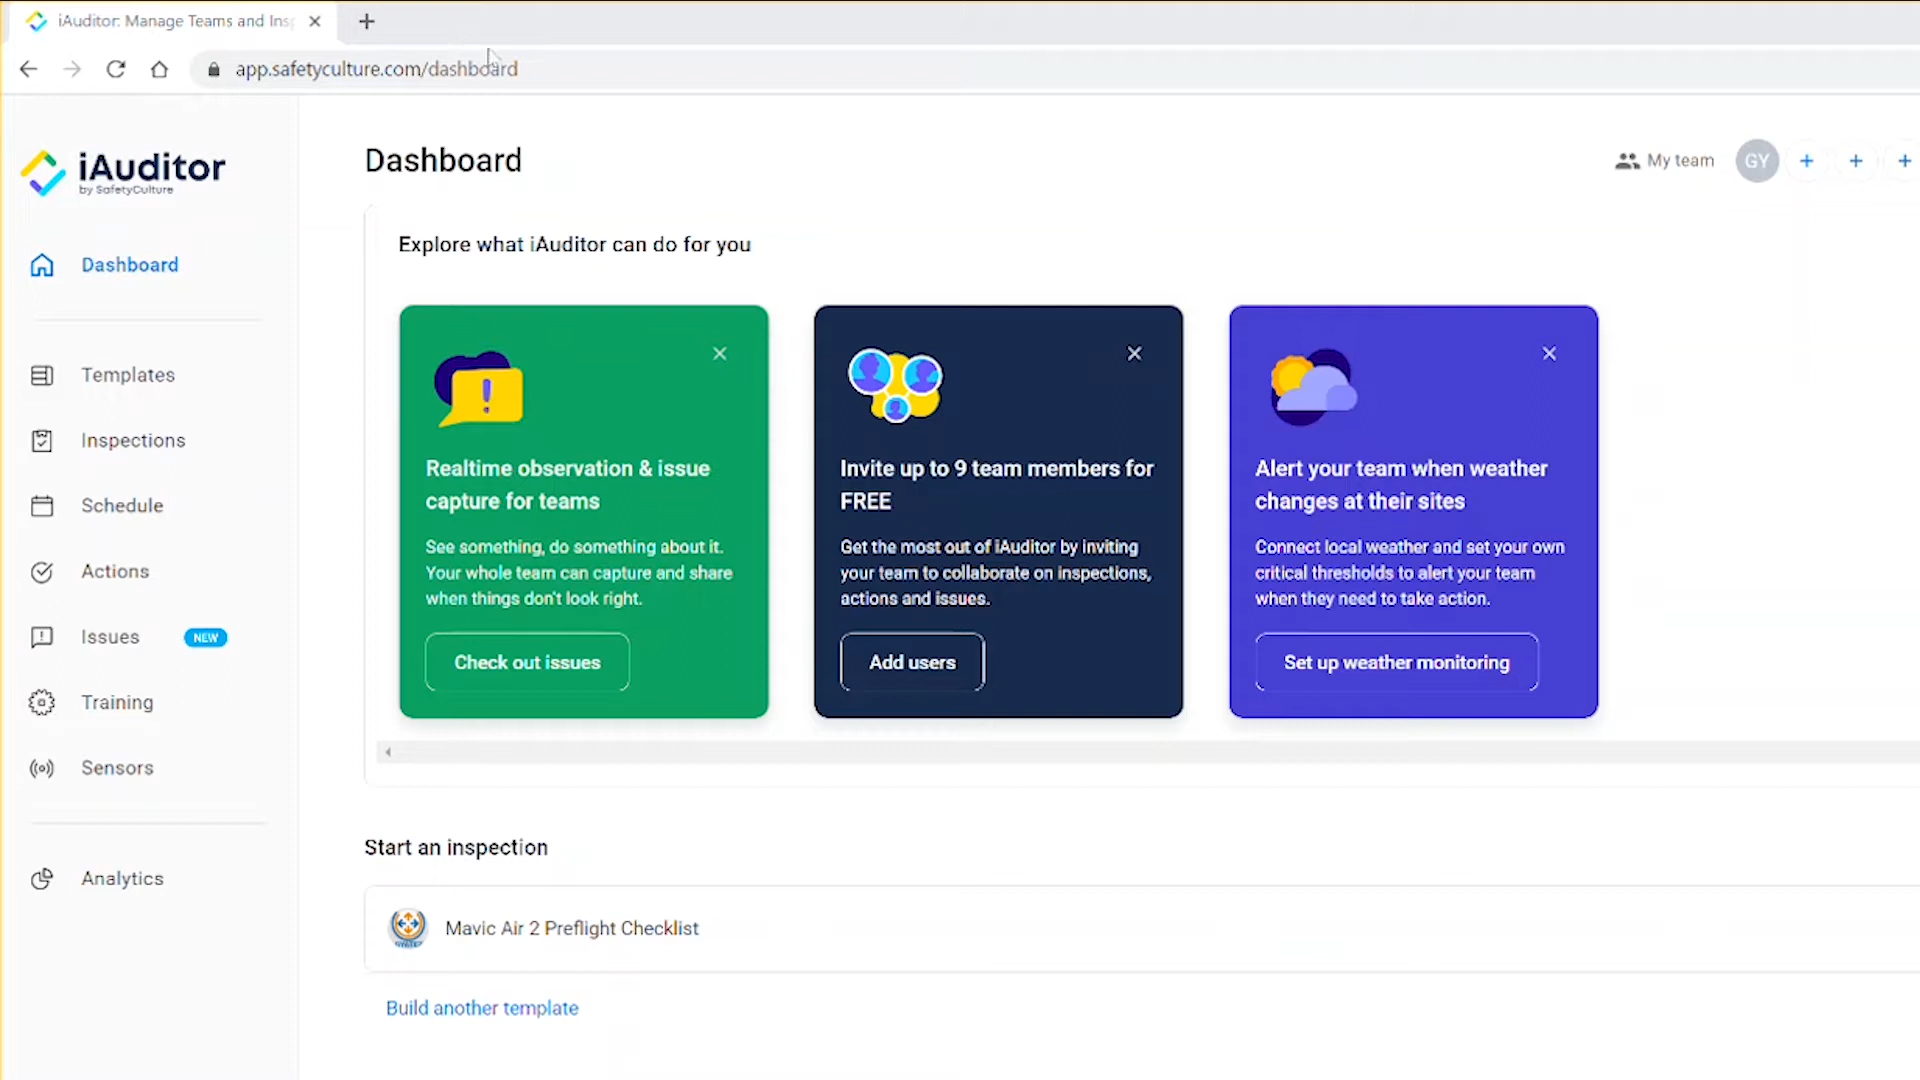 iAuditor: Manage Teams and Insp
app.safetyculture.com/dashboard
iAuditor
by SafetyCulture
Dashboard
Templates
Inspections
Schedule
Actions
Issues NEW
Training
Sensors
Analytics
Dashboard
My team GY + + +
Explore what iAuditor can do for you
Realtime observation & issue
capture for teams
See something, do something about it.
Your whole team can capture and share
when things don't look right.
Check out issues
Invite up to 9 team members for
FREE
Get the most out of iAuditor by inviting
your team to collaborate on inspections,
actions and issues.
Add users
Alert your team when weather
changes at their sites
Connect local weather and set your own
critical thresholds to alert your team
when they need to take action.
Set up weather monitoring
Start an inspection
Mavic Air 2 Preflight Checklist
Build another template